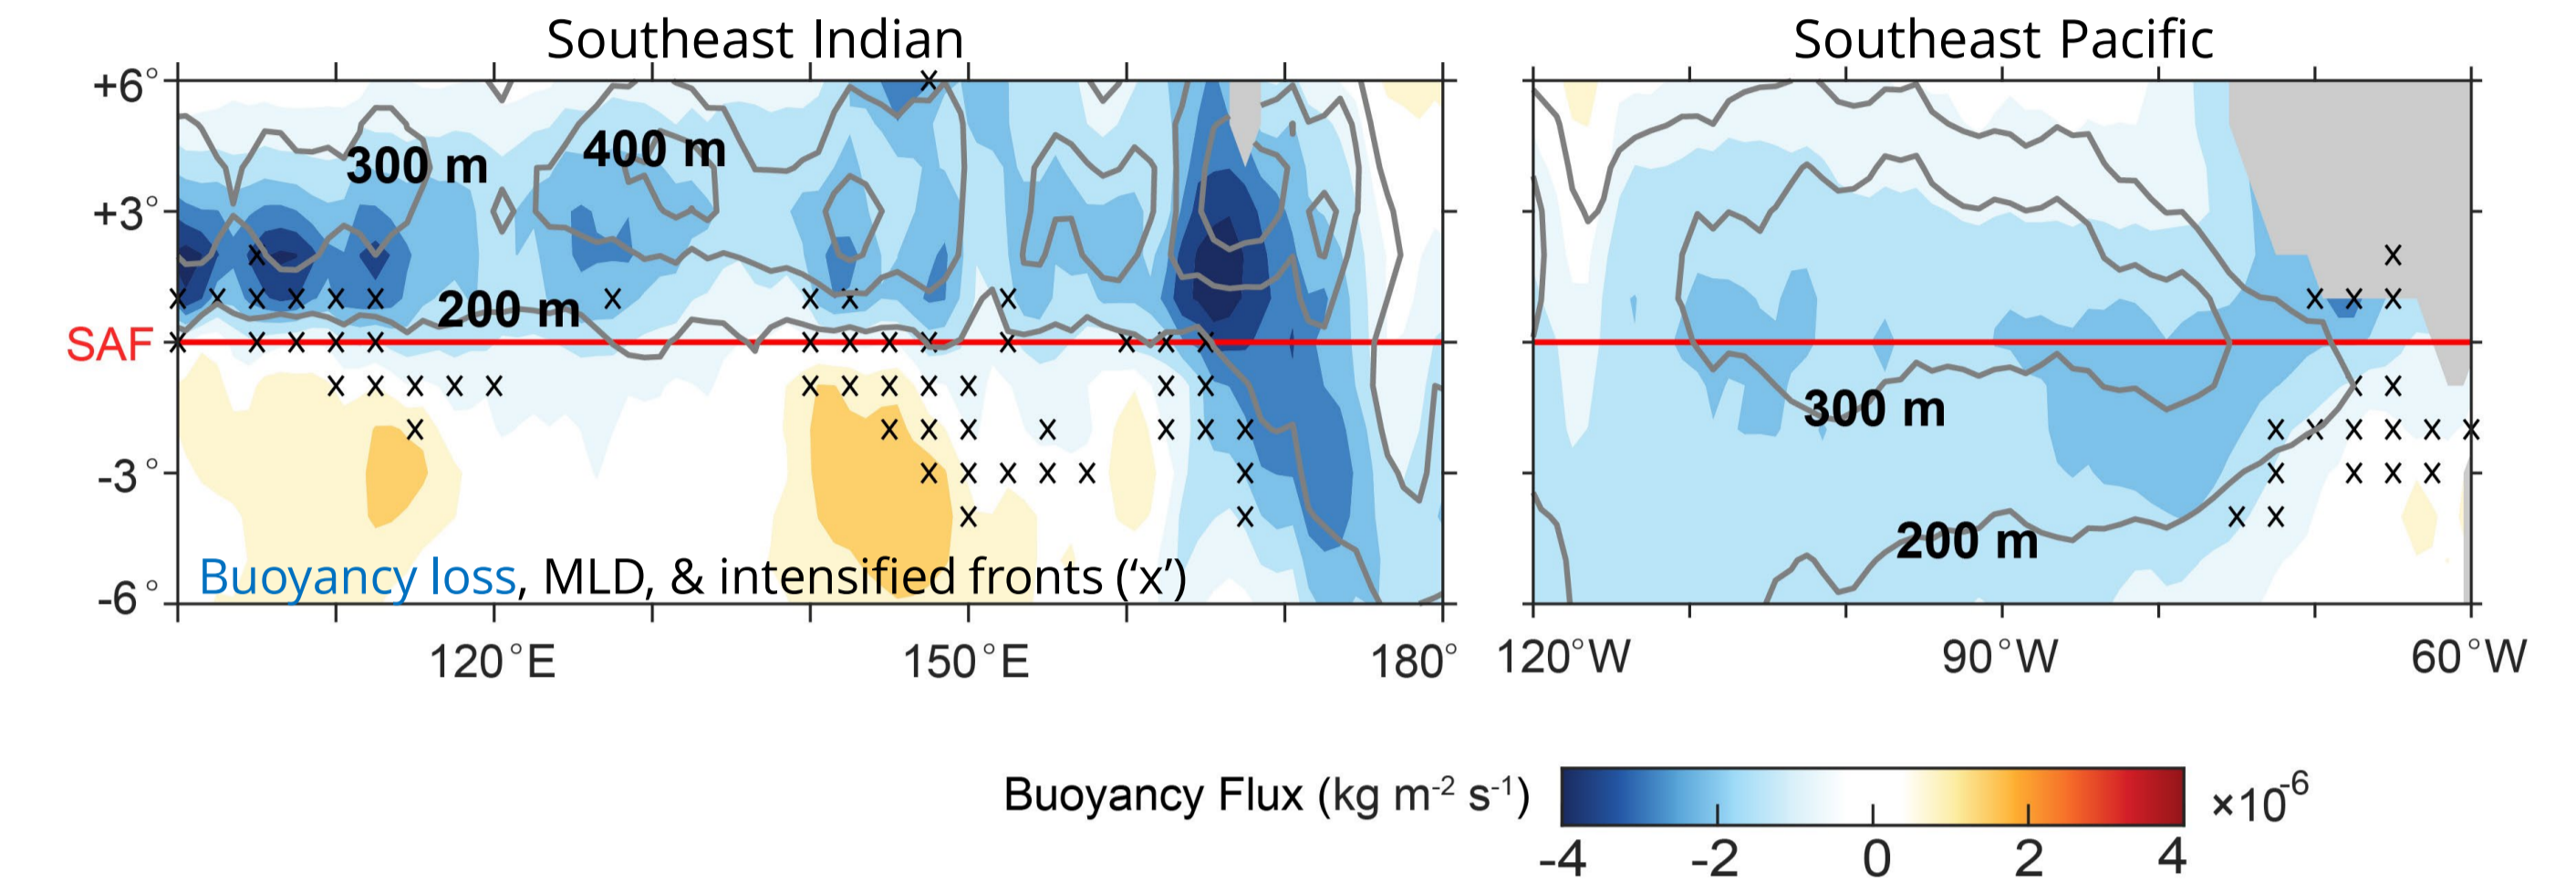 Southeast Indian
Southeast Pacific
+6°
+3°
SAF
-3°
-6°
300 m
400 m
200 m
300 m
200 m
Buoyancy loss, MLD, & intensified fronts (‘x’)
120°E
150°E
180°
120°W
90°W
60°W
Buoyancy Flux (kg m⁻² s⁻¹)
×10⁻⁶
-4
-2
0
2
4